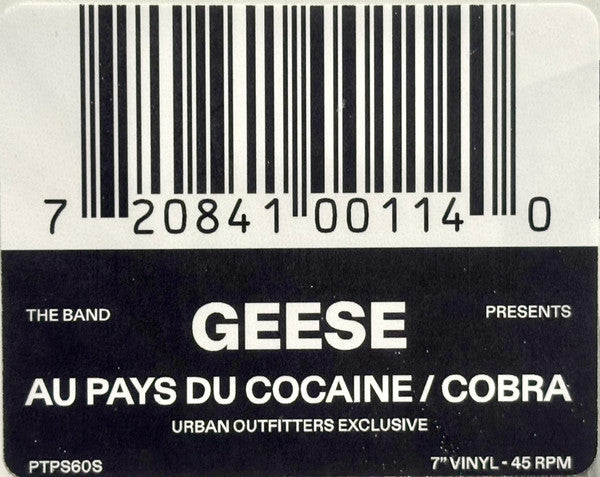 7 20841 00114 0
THE BAND GEESE PRESENTS
AU PAYS DU COCAINE / COBRA
URBAN OUTFITTERS EXCLUSIVE
PTPS60S 7" VINYL - 45 RPM